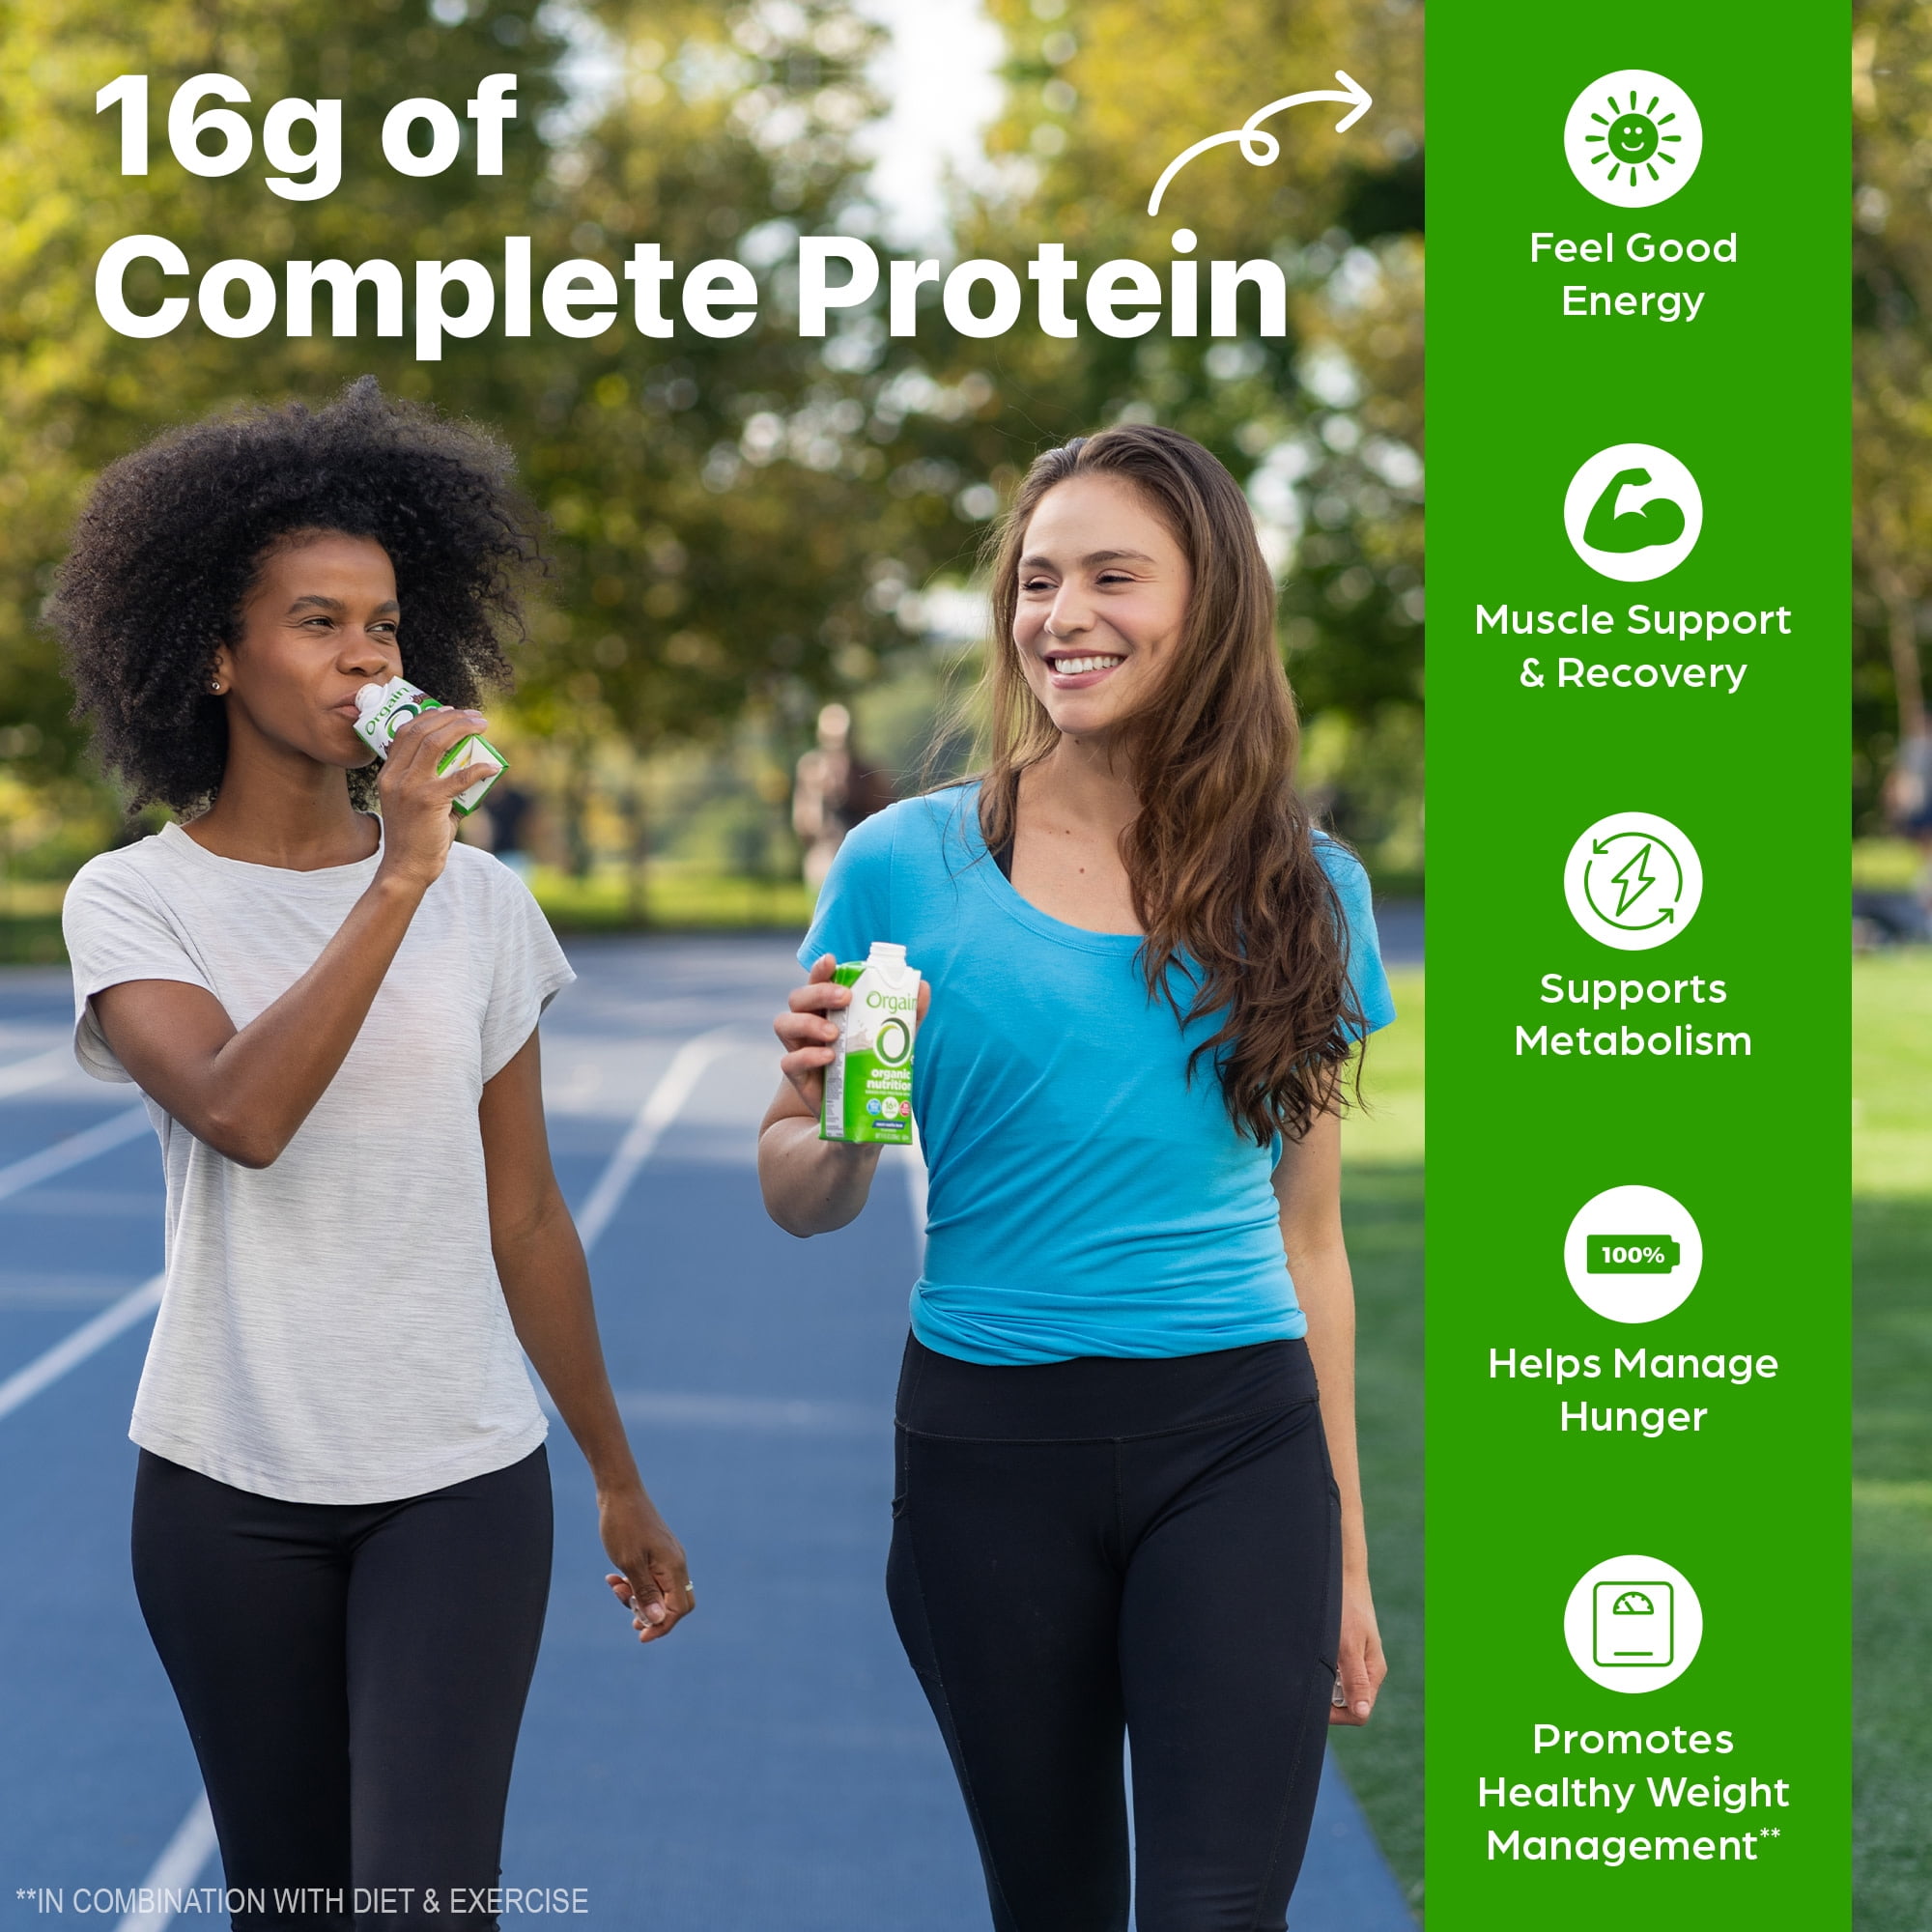 16g of
Complete Protein
Feel Good
Energy
Muscle Support
& Recovery
Supports
Metabolism
100%
Helps Manage
Hunger
Promotes
Healthy Weight
Management**
Orgain
Orgain
organic
nutrition
16g
**IN COMBINATION WITH DIET & EXERCISE